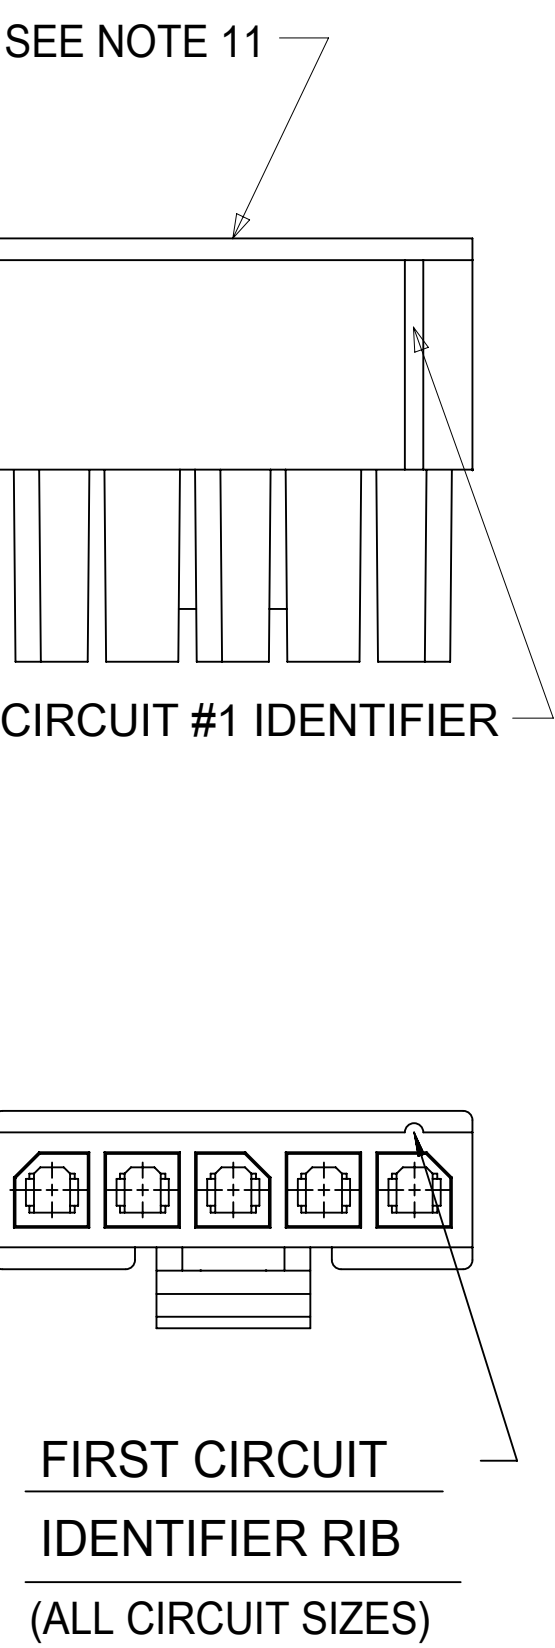 SEE NOTE 11
CIRCUIT #1 IDENTIFIER
FIRST CIRCUIT
IDENTIFIER RIB
(ALL CIRCUIT SIZES)